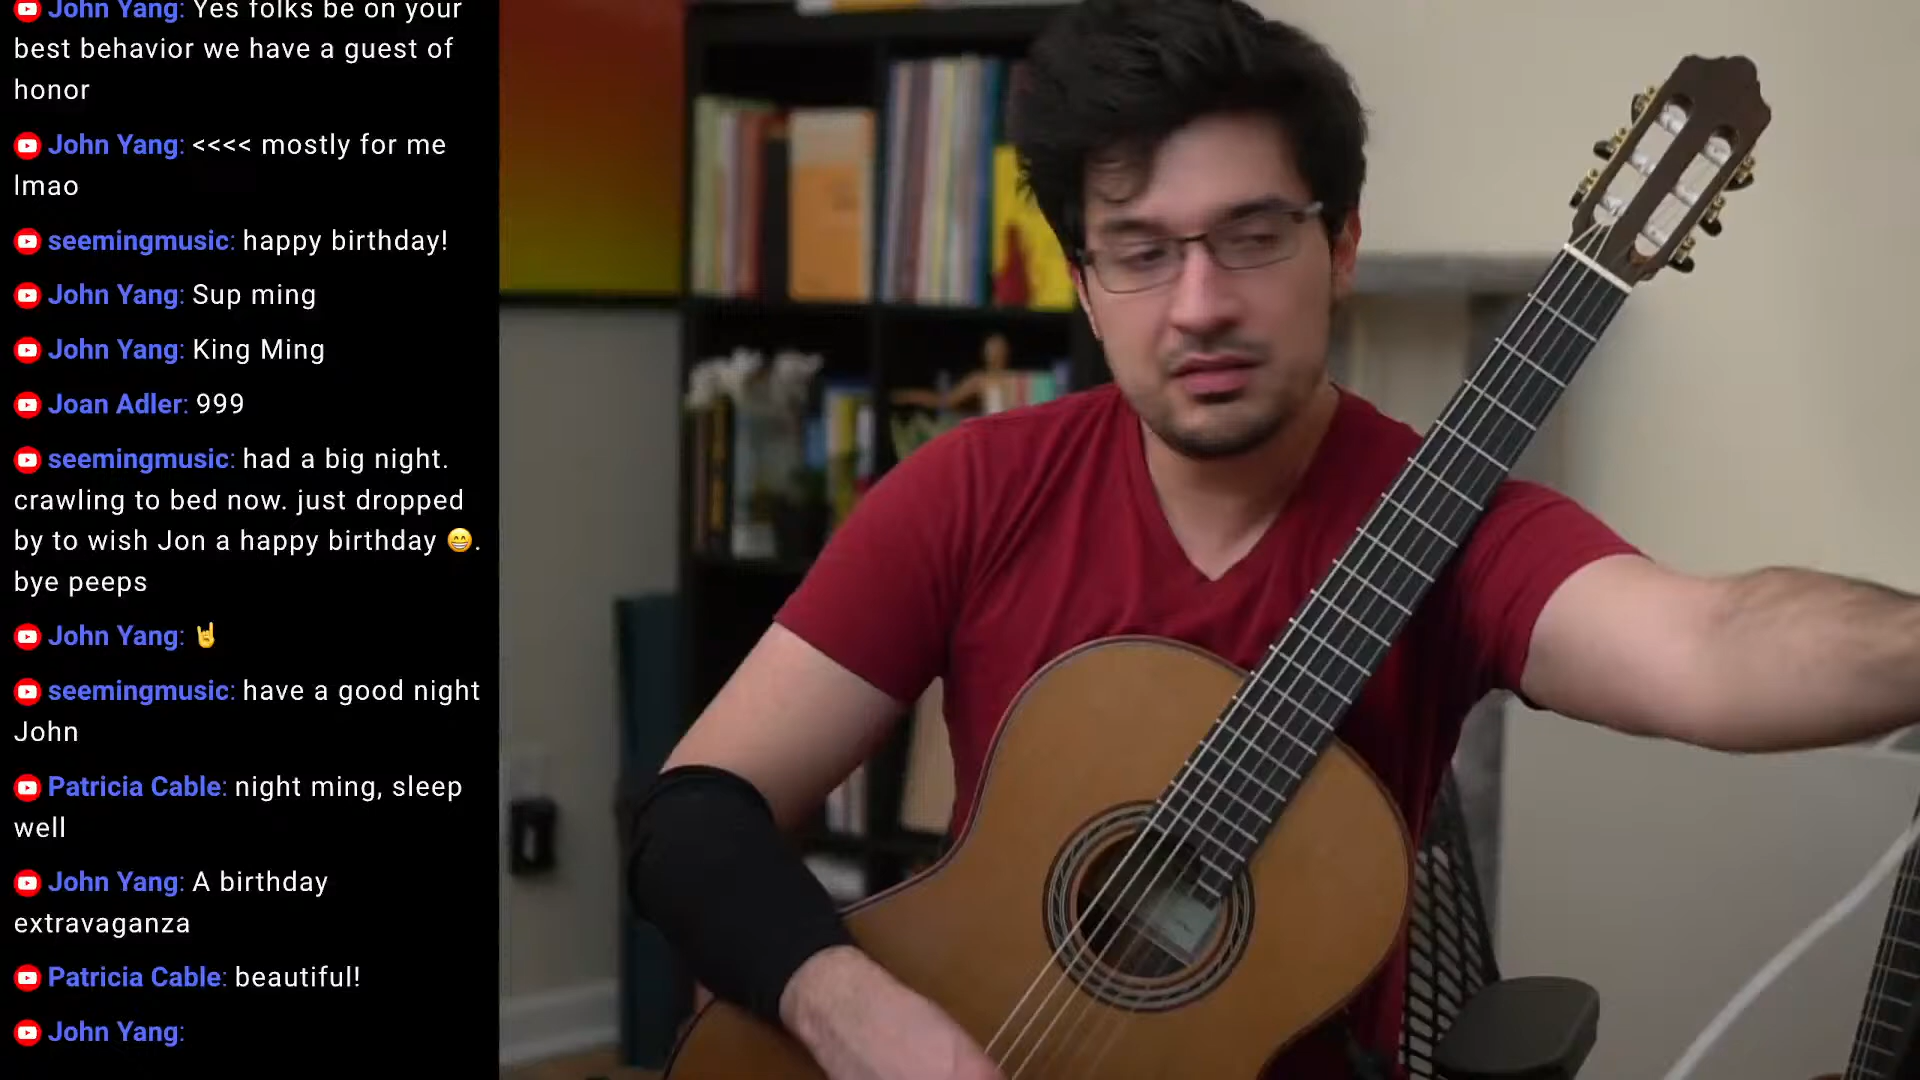 John Yang: Yes folks be on your
best behavior we have a guest of
honor
John Yang: <<<< mostly for me
lmao
seemingmusic: happy birthday!
John Yang: Sup ming
John Yang: King Ming
Joan Adler: 999
seemingmusic: had a big night.
crawling to bed now. just dropped
by to wish Jon a happy birthday 😁.
bye peeps
John Yang: 🤘
seemingmusic: have a good night
John
Patricia Cable: night ming, sleep
well
John Yang: A birthday
extravaganza
Patricia Cable: beautiful!
John Yang: